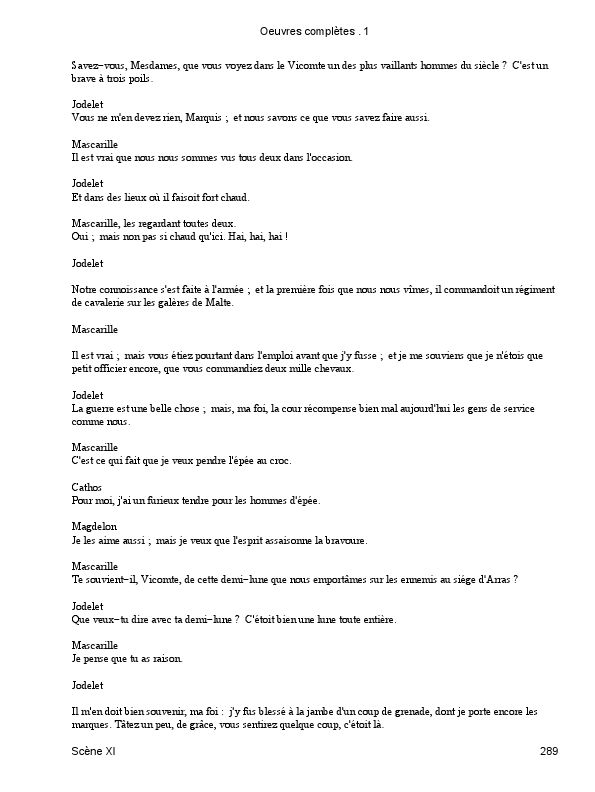 Oeuvres complètes . 1
Savez-vous, Mesdames, que vous voyez dans le Vicomte un des plus vaillants hommes du siècle ? C'est un
brave à trois poils.
Jodelet
Vous ne m'en devez rien, Marquis ; et nous savons ce que vous savez faire aussi.
Mascarille
Il est vrai que nous nous sommes vus tous deux dans l'occasion.
Jodelet
Et dans des lieux où il faisoit fort chaud.
Mascarille, les regardant toutes deux.
Oui ; mais non pas si chaud qu'ici. Hai, hai, hai !
Jodelet
Notre connoissance s'est faite à l'armée ; et la première fois que nous nous vîmes, il commandoit un régiment
de cavalerie sur les galères de Malte.
Mascarille
Il est vrai ; mais vous étiez pourtant dans l'emploi avant que j'y fusse ; et je me souviens que je n'étois que
petit officier encore, que vous commandiez deux mille chevaux.
Jodelet
La guerre est une belle chose ; mais, ma foi, la cour récompense bien mal aujourd'hui les gens de service
comme nous.
Mascarille
C'est ce qui fait que je veux pendre l'épée au croc.
Cathos
Pour moi, j'ai un furieux tendre pour les hommes d'épée.
Magdelon
Je les aime aussi ; mais je veux que l'esprit assaisonne la bravoure.
Mascarille
Te souvient-il, Vicomte, de cette demi-lune que nous emportâmes sur les ennemis au siége d'Arras ?
Jodelet
Que veux-tu dire avec ta demi-lune ? C'étoit bien une lune toute entière.
Mascarille
Je pense que tu as raison.
Jodelet
Il m'en doit bien souvenir, ma foi : j'y fus blessé à la jambe d'un coup de grenade, dont je porte encore les
marques. Tâtez un peu, de grâce, vous sentirez quelque coup, c'étoit là.
Scène XI 289